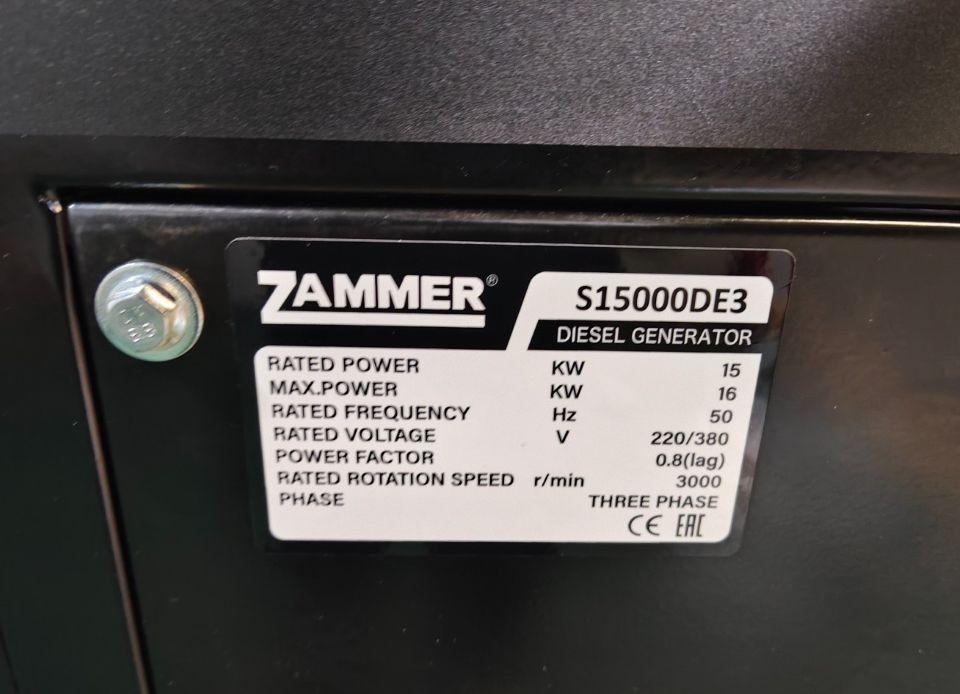 ZAMMER®
S15000DE3
DIESEL GENERATOR
RATED POWER KW 15
MAX.POWER KW 16
RATED FREQUENCY Hz 50
RATED VOLTAGE V 220/380
POWER FACTOR 0.8(lag)
RATED ROTATION SPEED r/min 3000
PHASE THREE PHASE
CE EAC